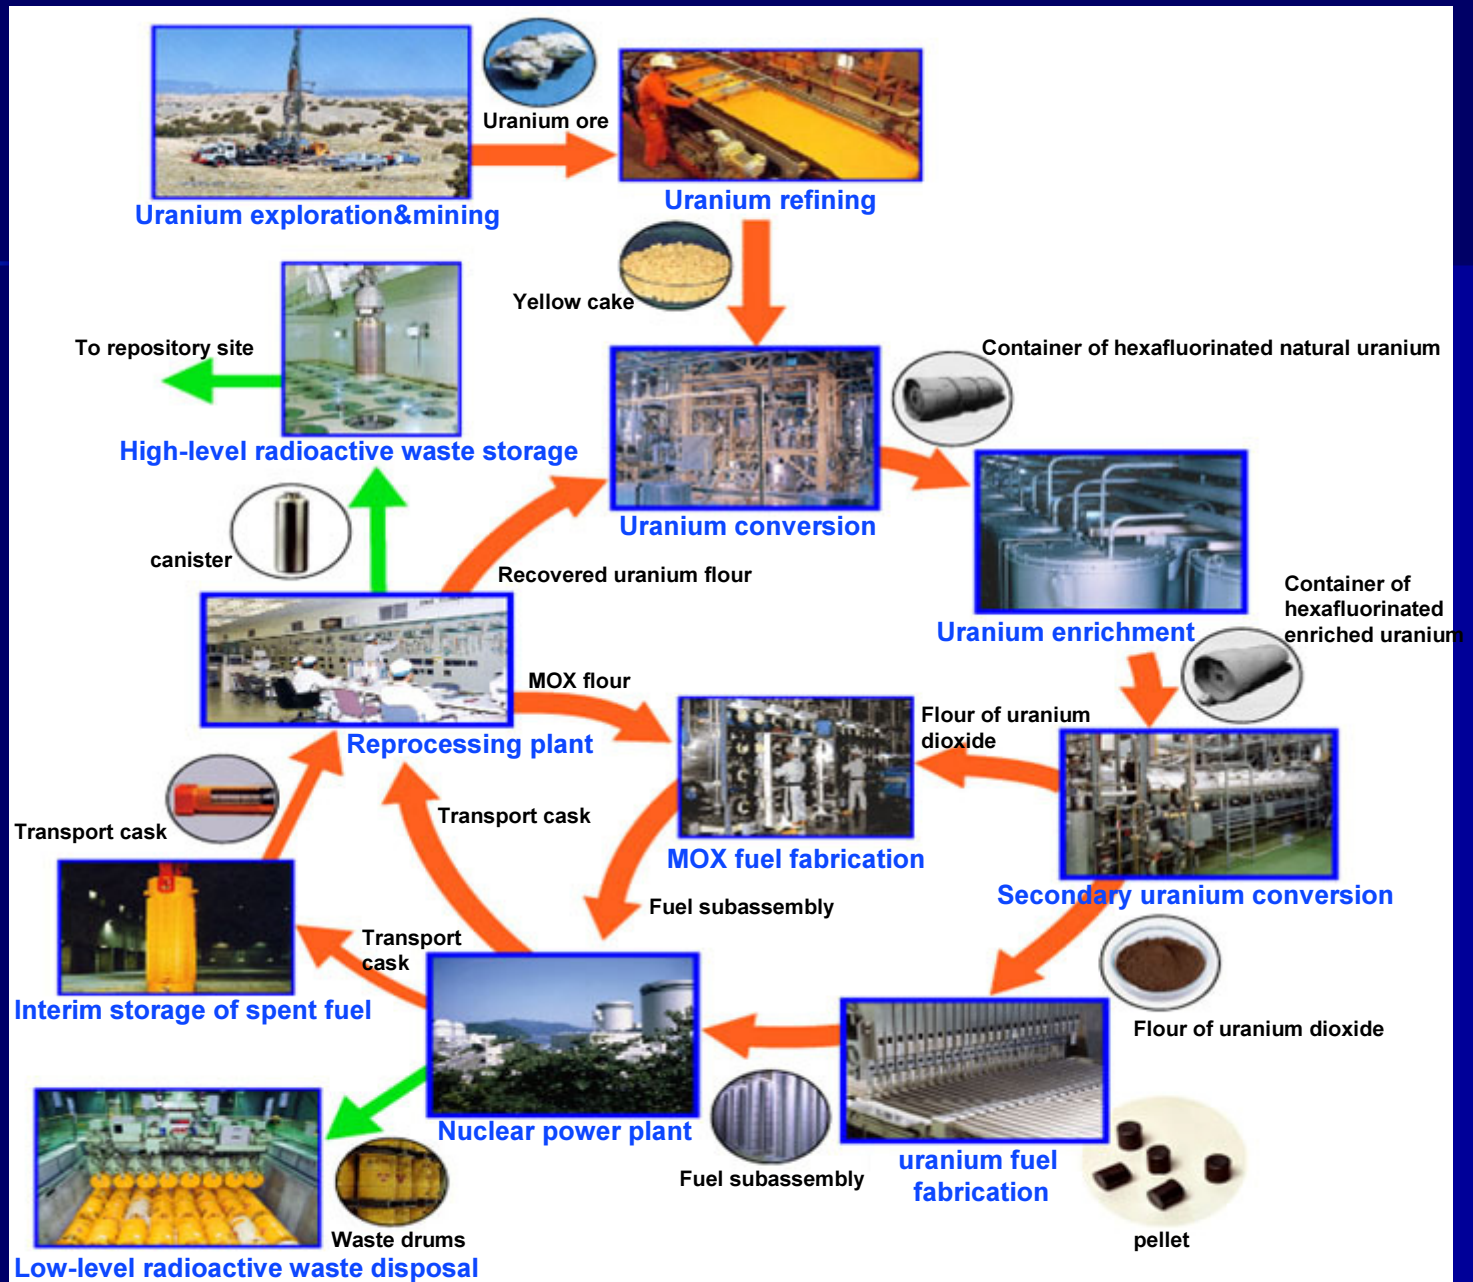 Uranium ore
Uranium exploration&mining
Uranium refining
Yellow cake
To repository site
Container of hexafluorinated natural uranium
High-level radioactive waste storage
Uranium conversion
canister
Recovered uranium flour
Container of
hexafluorinated
enriched uranium
Uranium enrichment
MOX flour
Flour of uranium
dioxide
Reprocessing plant
Transport cask
Transport cask
MOX fuel fabrication
Secondary uranium conversion
Fuel subassembly
Transport
cask
Interim storage of spent fuel
Flour of uranium dioxide
Nuclear power plant
Fuel subassembly
uranium fuel
fabrication
Waste drums
pellet
Low-level radioactive waste disposal